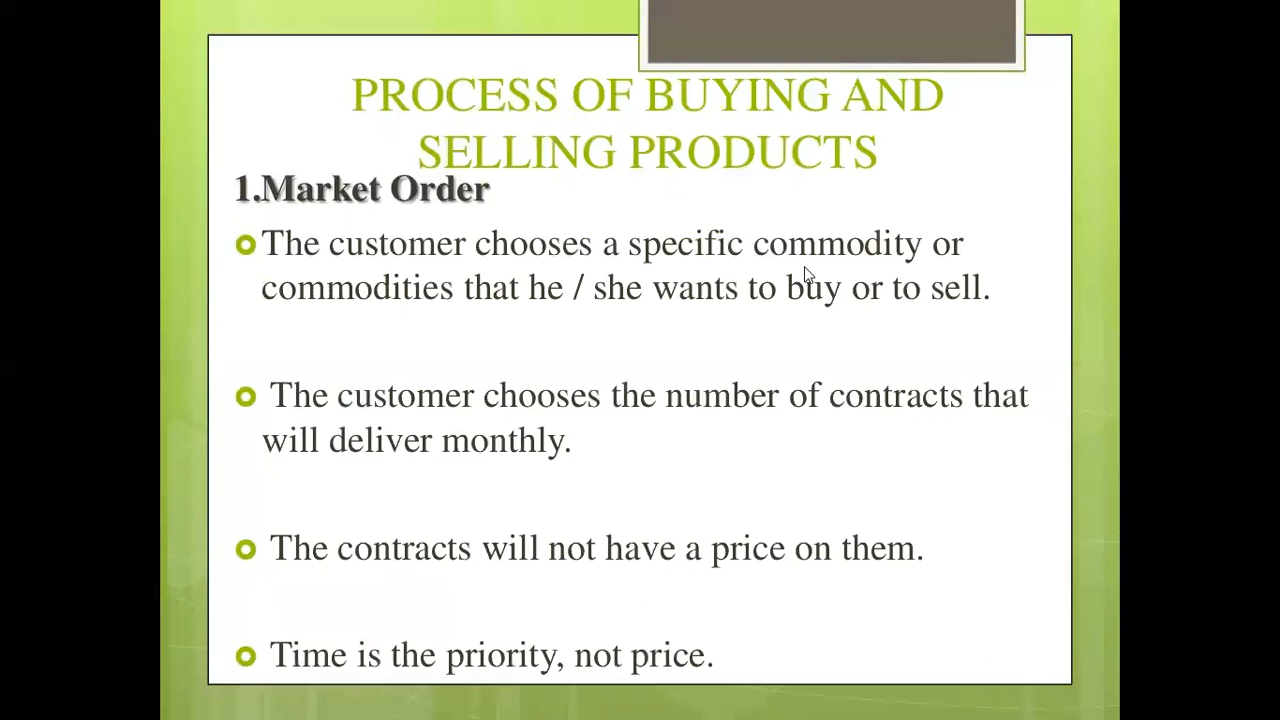 PROCESS OF BUYING AND
SELLING PRODUCTS
1.Market Order
The customer chooses a specific commodity or
commodities that he / she wants to buy or to sell.
The customer chooses the number of contracts that
will deliver monthly.
The contracts will not have a price on them.
Time is the priority, not price.